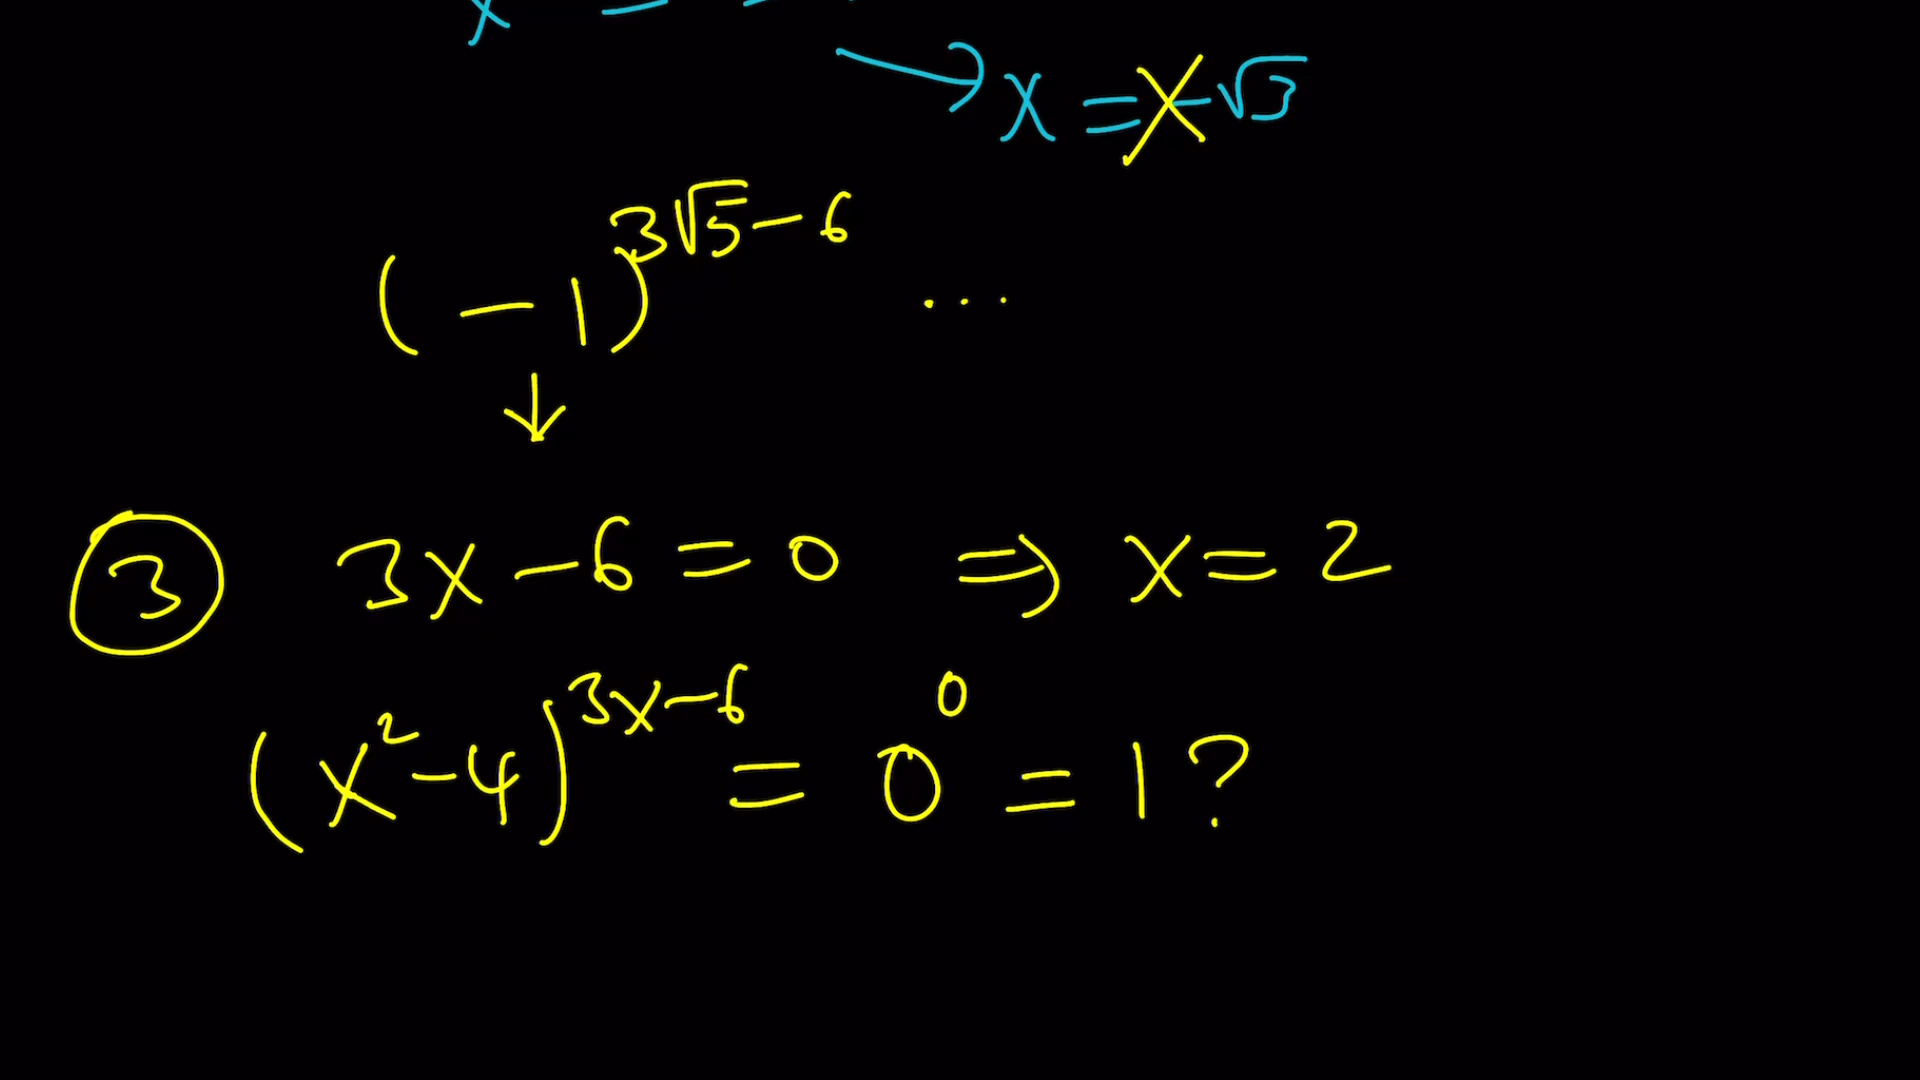 x = -√3
(-1)^{3√5-6} ...
③ 3x-6=0 ⇒ x=2
(x²-4)^{3x-6} = 0⁰ = 1?